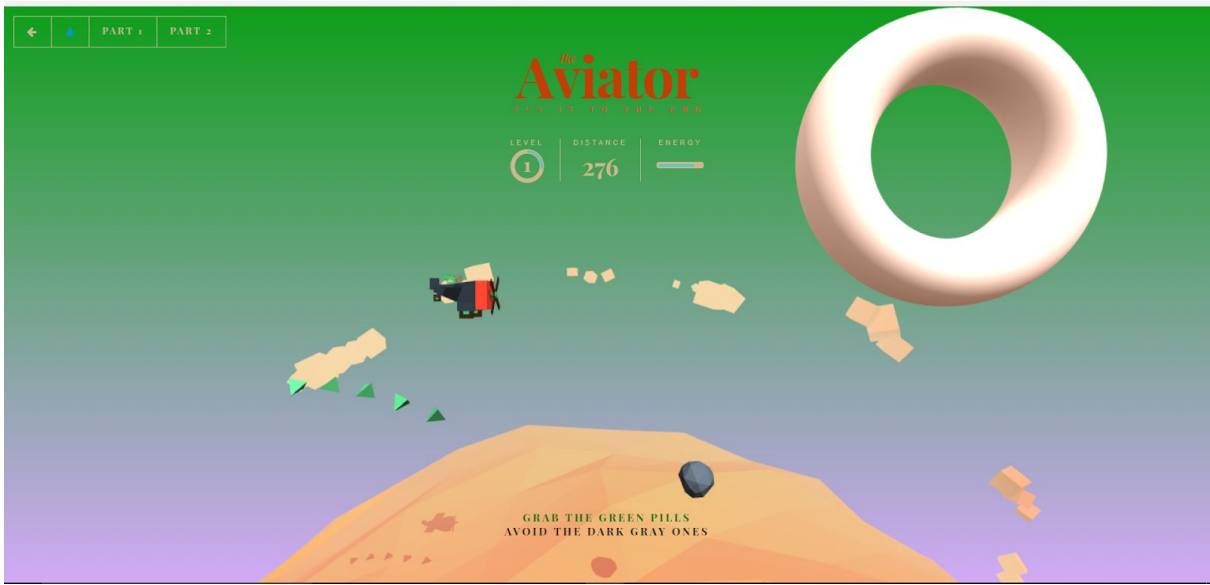 PART 1
PART 2
the
Aviator
FLY IT TO THE END
LEVEL
DISTANCE
ENERGY
1
276
GRAB THE GREEN PILLS
AVOID THE DARK GRAY ONES